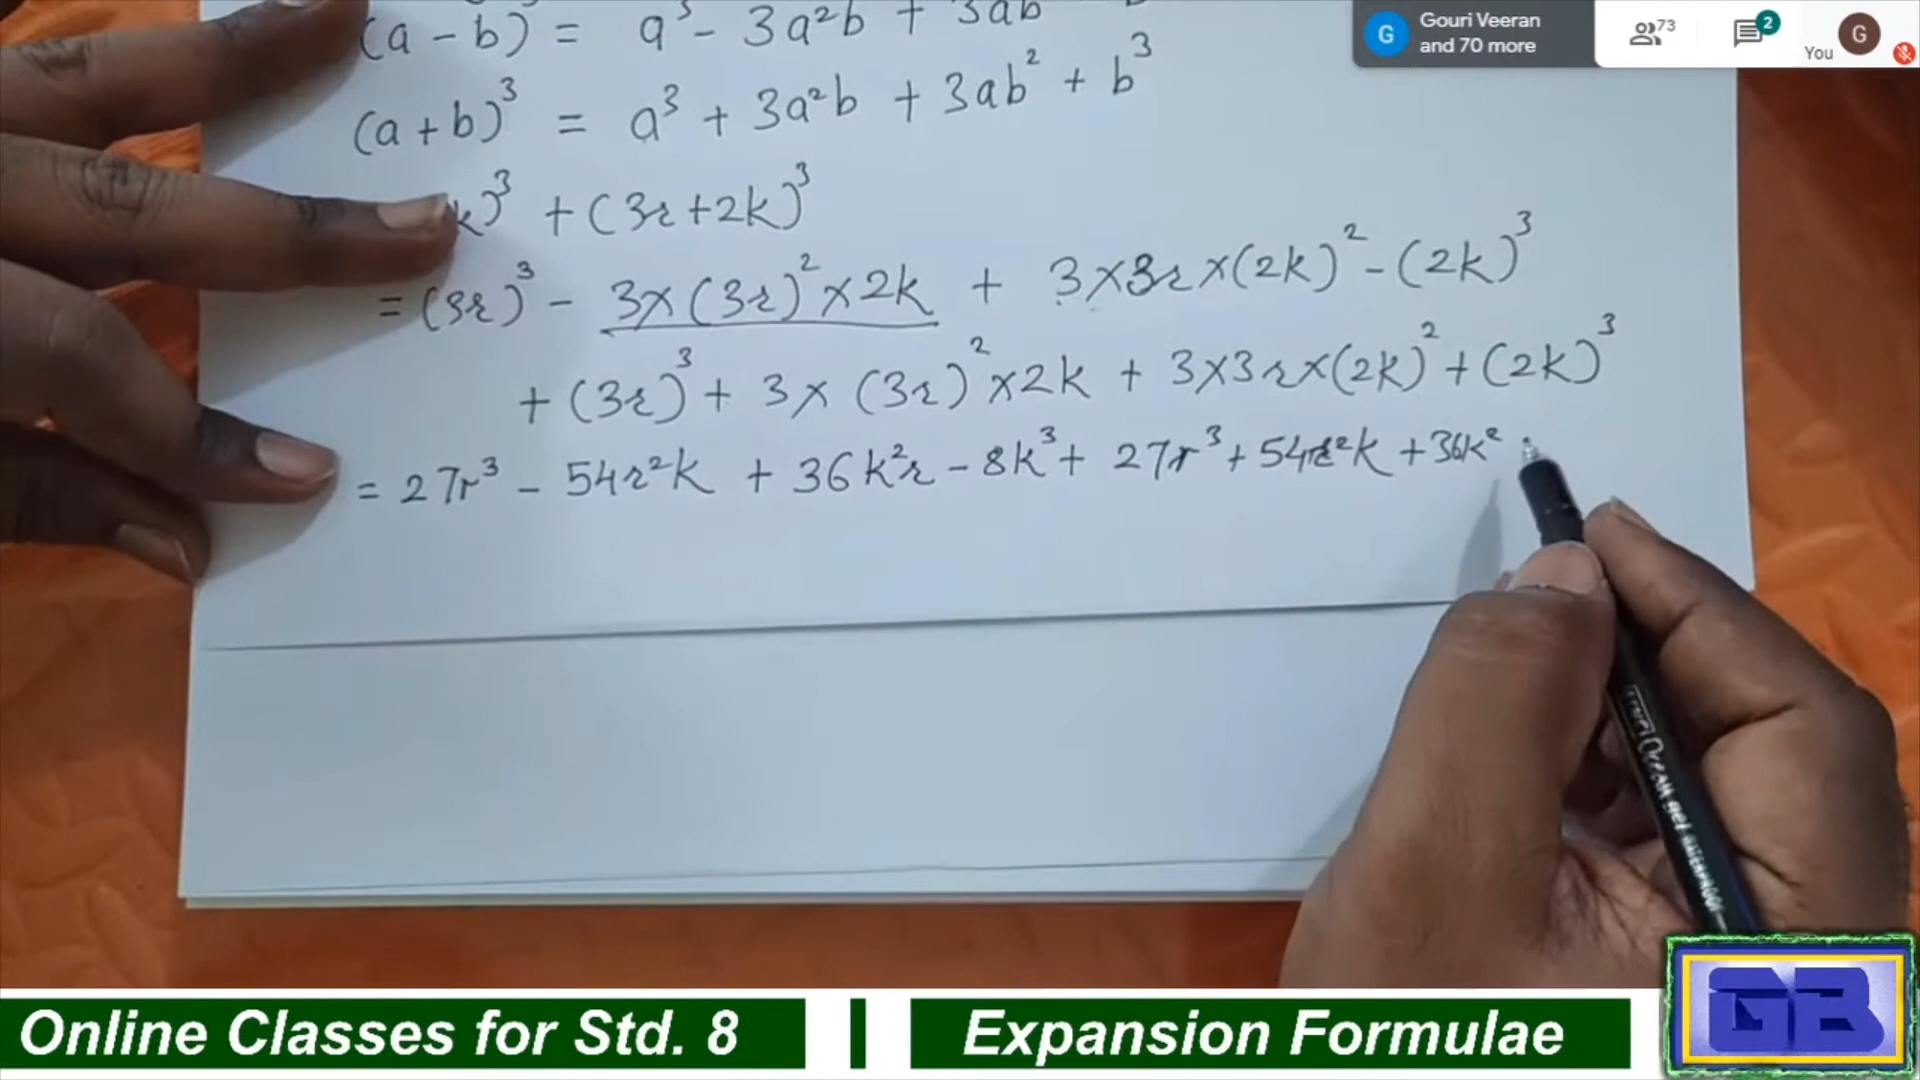 (a - b)³ = a³ - 3a²b + 3ab
(a + b)³ = a³ + 3a²b + 3ab² + b³
k)³ + (3r + 2k)³
= (3r)³ - 3×(3r)²×2k + 3×3r×(2k)² - (2k)³
+ (3r)³ + 3×(3r)²×2k + 3×3r×(2k)² + (2k)³
= 27r³ - 54r²k + 36k²r - 8k³ + 27r³ + 54r²k + 36k²
Gouri Veeran
and 70 more
G
73
2
You
G
Online Classes for Std. 8
Expansion Formulae
GB